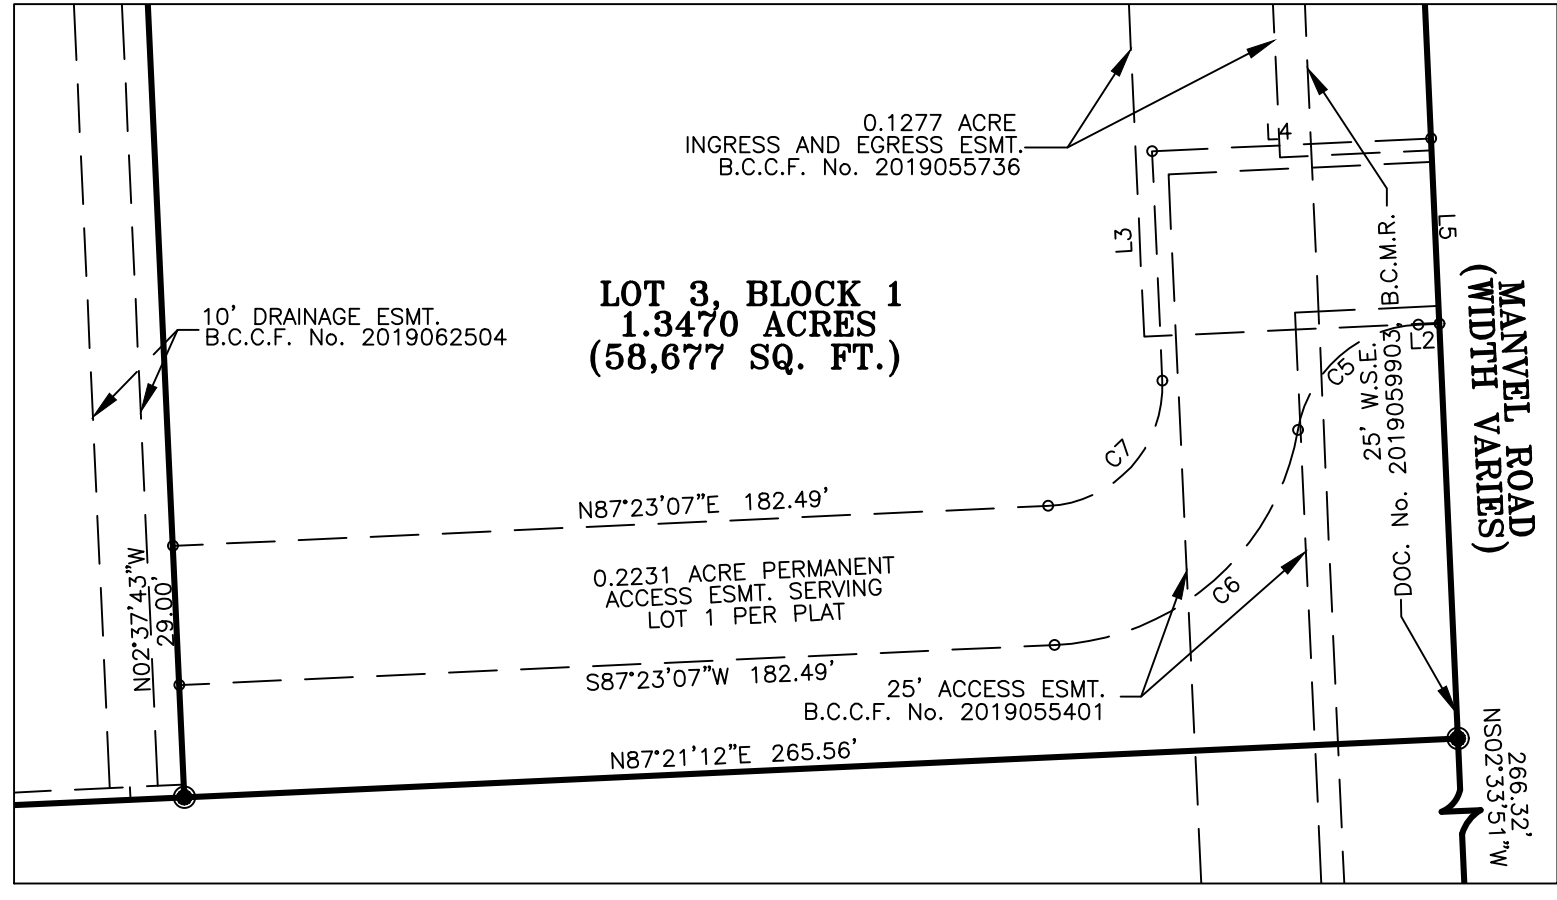 0.1277 ACRE
INGRESS AND EGRESS ESMT.
B.C.C.F. No. 2019055736
L4
L3
L5
LOT 3, BLOCK 1
1.3470 ACRES
(58,677 SQ. FT.)
10' DRAINAGE ESMT.
B.C.C.F. No. 2019062504
MANVEL ROAD
(WIDTH VARIES)
25' W.S.E.
DOC. No. 2019059903, B.C.M.R.
L2
C5
C7
C6
N87°23'07"E 182.49'
0.2231 ACRE PERMANENT
ACCESS ESMT. SERVING
LOT 1 PER PLAT
N02°37'43"W
29.00'
S87°23'07"W 182.49'
25' ACCESS ESMT.
B.C.C.F. No. 2019055401
N87°21'12"E 265.56'
266.32'
NS02°33'51"W